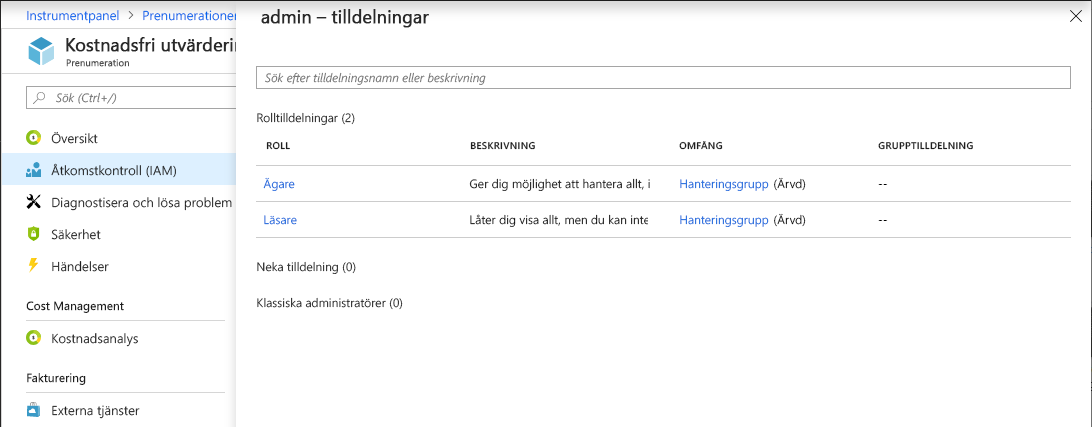 Instrumentpanel > Prenumerationer
Kostnadsfri utvärderin
Prenumeration
Sök (Ctrl+/)
Översikt
Åtkomstkontroll (IAM)
Diagnostisera och lösa problem
Säkerhet
Händelser
Cost Management
Kostnadsanalys
Fakturering
Externa tjänster
admin – tilldelningar
Sök efter tilldelningsnamn eller beskrivning
Rolltilldelningar (2)
ROLL BESKRIVNING OMFÅNG GRUPPTILLDELNING
Ägare Ger dig möjlighet att hantera allt, i Hanteringsgrupp (Ärvd) --
Läsare Låter dig visa allt, men du kan inte Hanteringsgrupp (Ärvd) --
Neka tilldelning (0)
Klassiska administratörer (0)